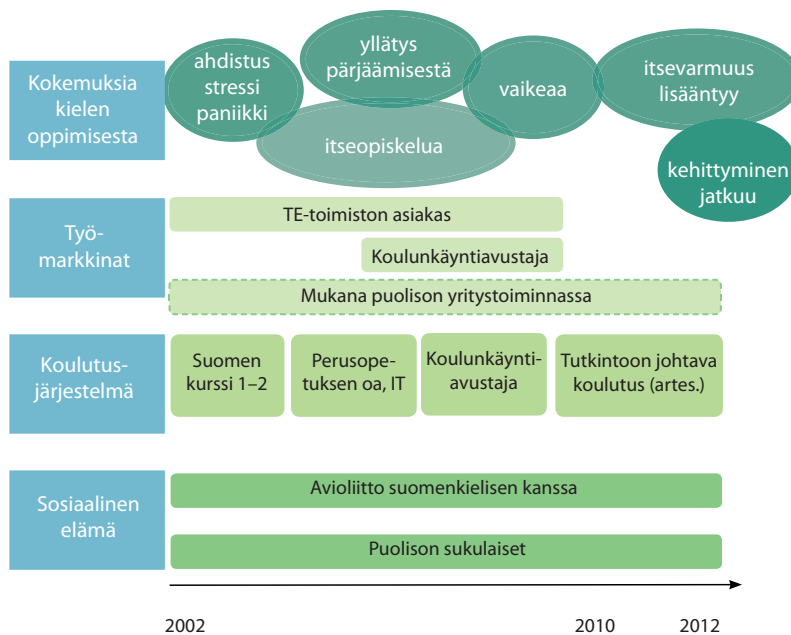 Kokemuksia
kielen
oppimisesta
ahdistus
stressi
paniikki
yllätys
pärjäämisestä
itseopiskelua
vaikeaa
itsevarmuus
lisääntyy
kehittyminen
jatkuu
Työ-
markkinat
TE-toimiston asiakas
Koulunkäyntiavustaja
Mukana puolison yritystoiminnassa
Koulutus-
järjestelmä
Suomen
kurssi 1–2
Perusope-
tuksen oa, IT
Koulunkäynti-
avustaja
Tutkintoon johtava
koulutus (artes.)
Sosiaalinen
elämä
Avioliitto suomenkielisen kanssa
Puolison sukulaiset
2002
2010
2012